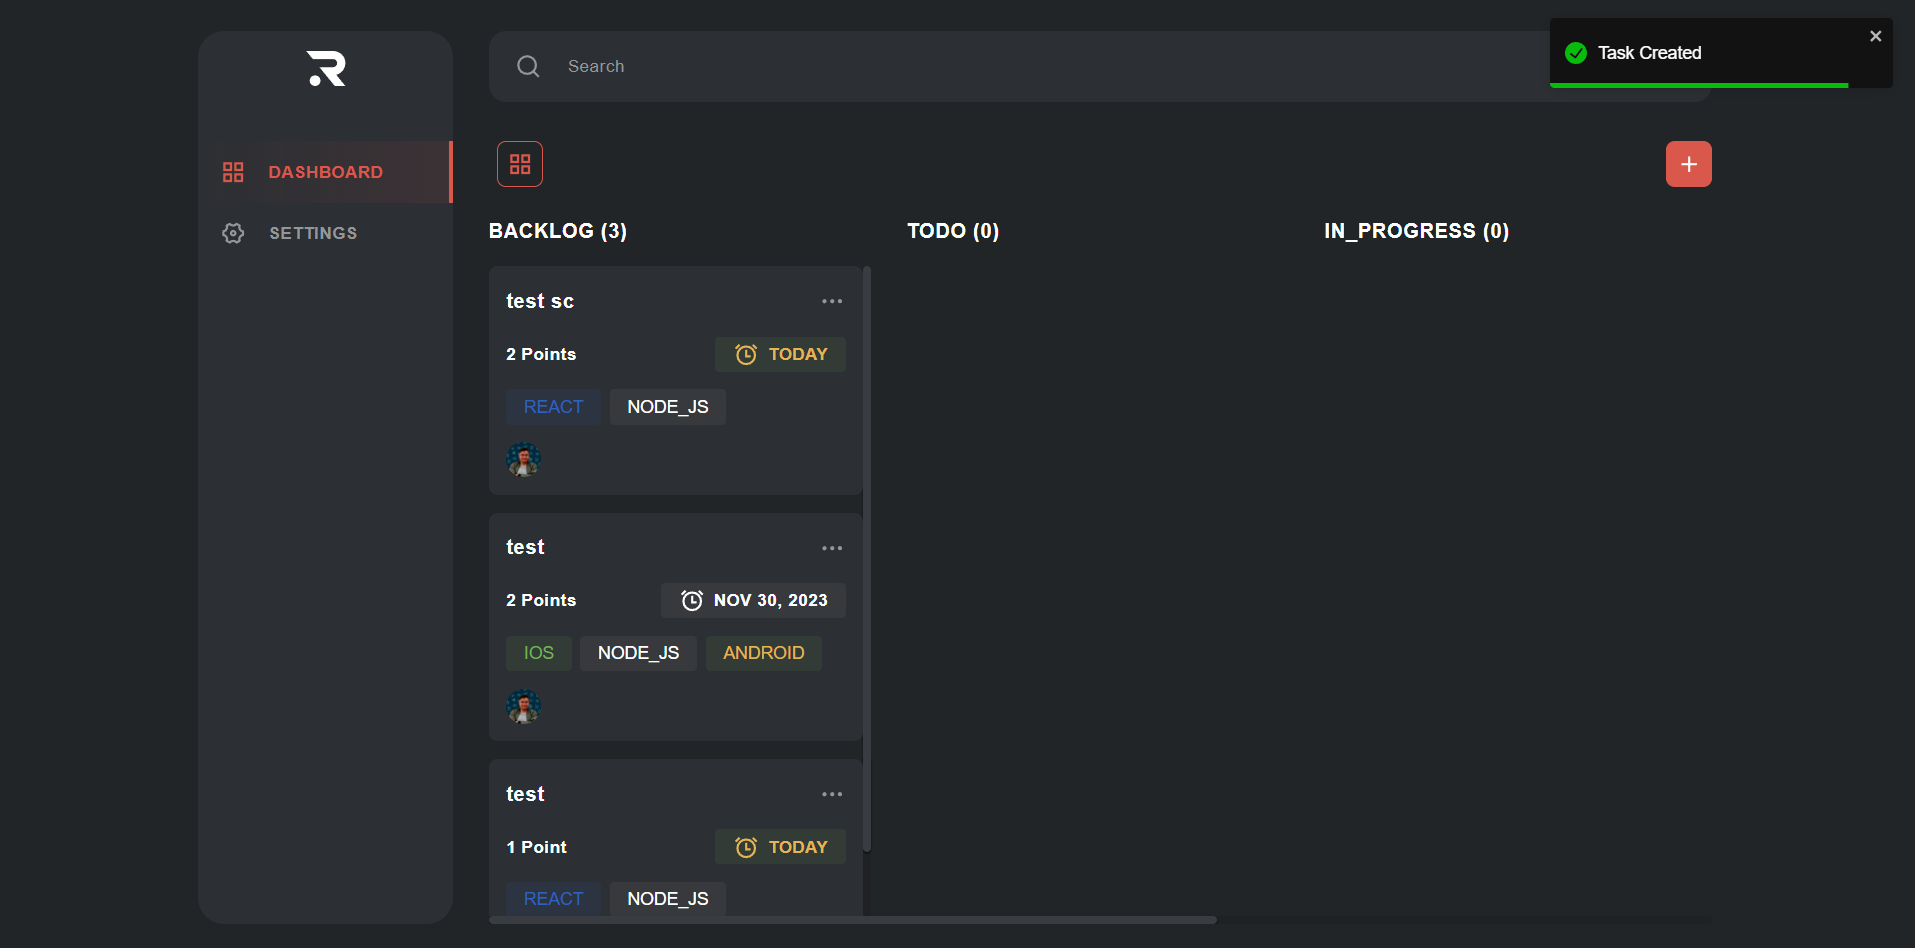 Search
Task Created
DASHBOARD
SETTINGS
BACKLOG (3)
TODO (0)
IN_PROGRESS (0)
test sc
2 Points
TODAY
REACT NODE_JS
test
2 Points
NOV 30, 2023
IOS NODE_JS ANDROID
test
1 Point
TODAY
REACT NODE_JS